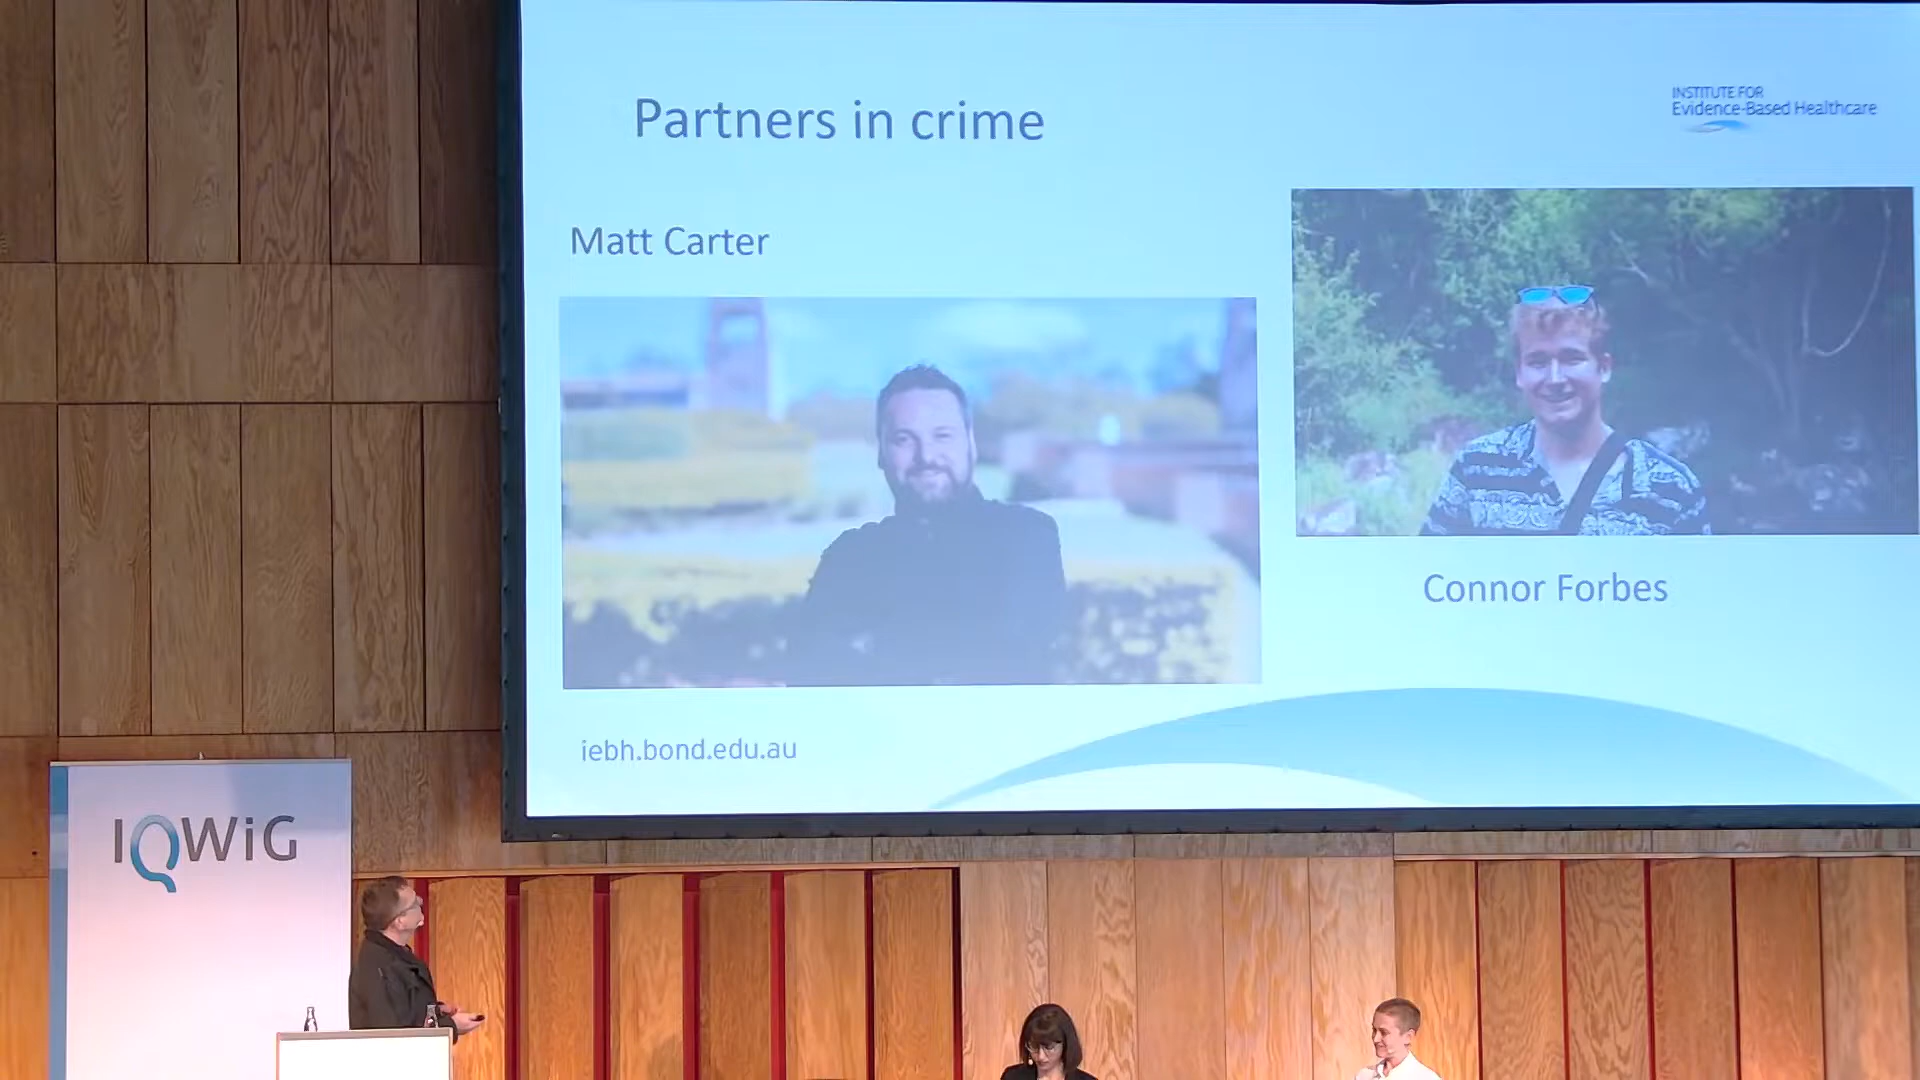 Partners in crime
INSTITUTE FOR
Evidence-Based Healthcare
Matt Carter
Connor Forbes
iebh.bond.edu.au
IQWiG